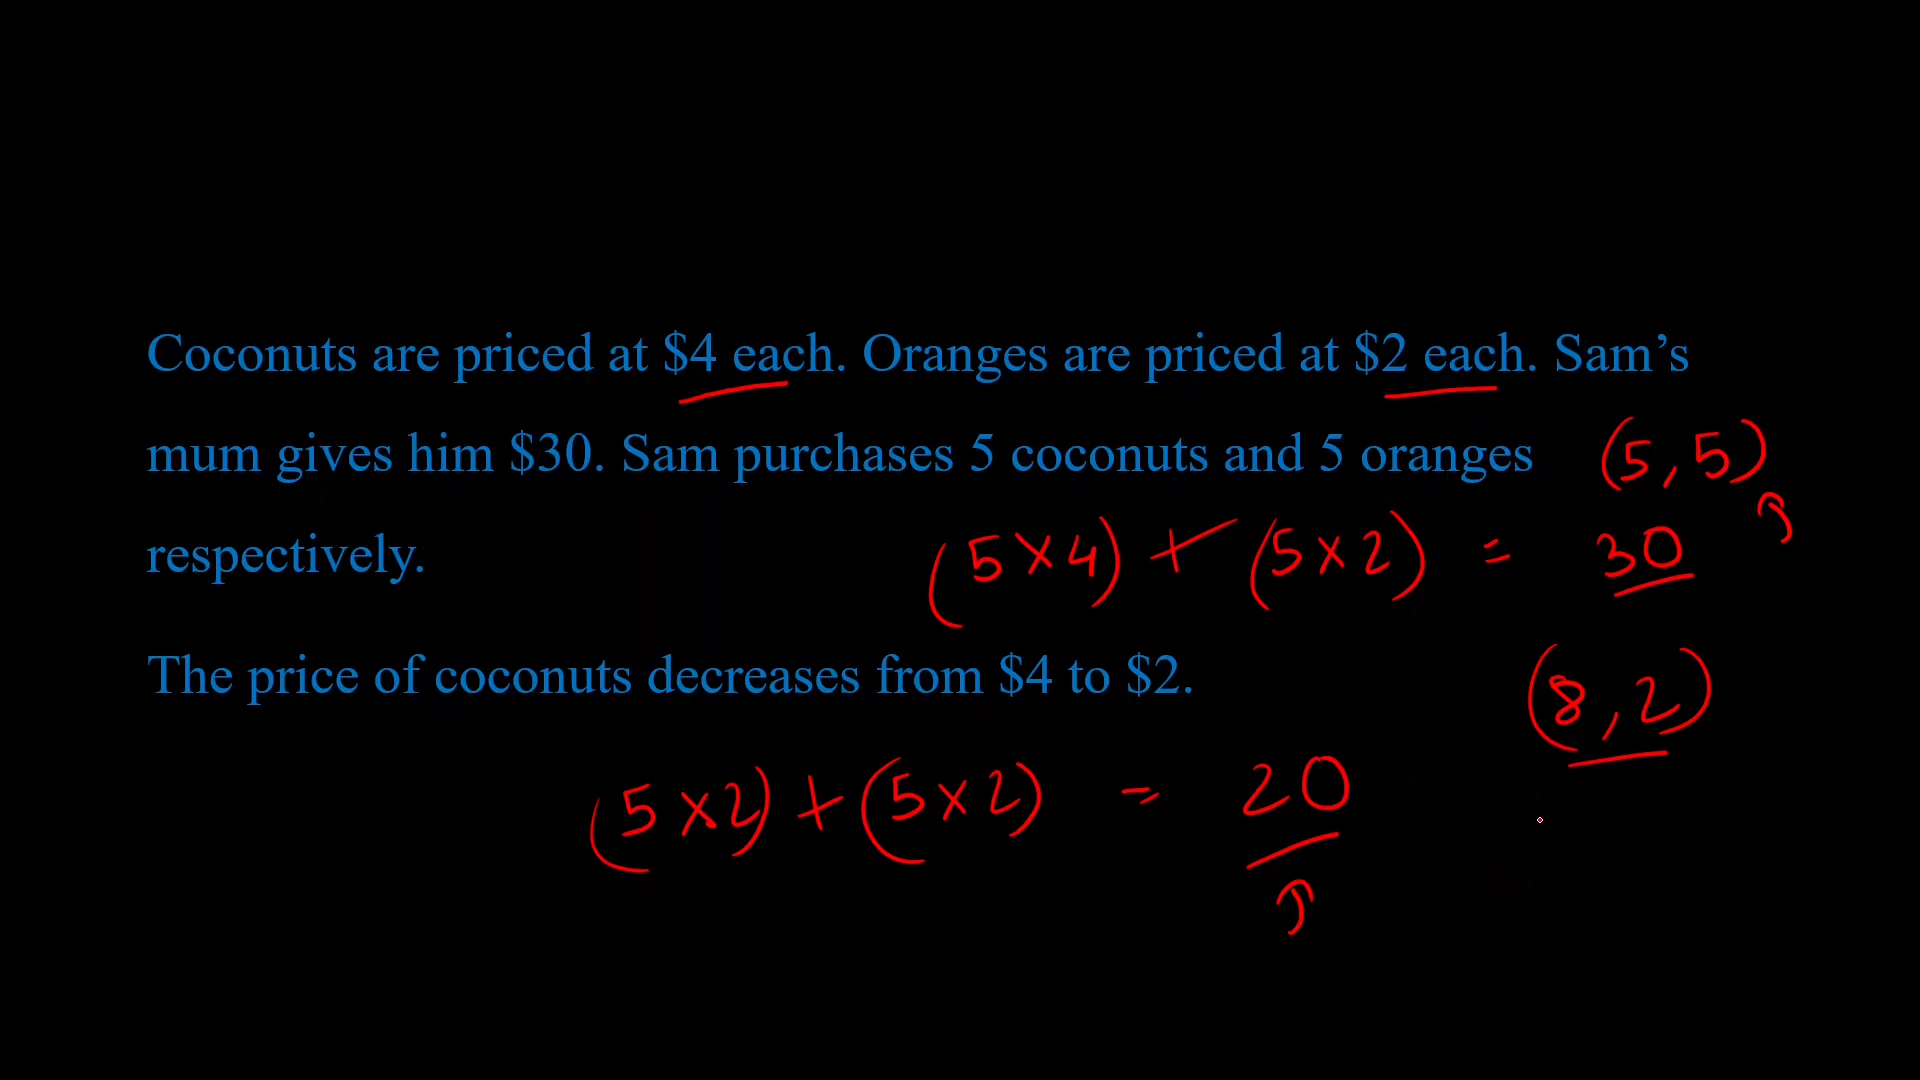 Coconuts are priced at $4 each. Oranges are priced at $2 each. Sam’s
mum gives him $30. Sam purchases 5 coconuts and 5 oranges
(5,5)
respectively.
(5×4) + (5×2) = 30
The price of coconuts decreases from $4 to $2.
(8,2)
(5×2) + (5×2) = 20